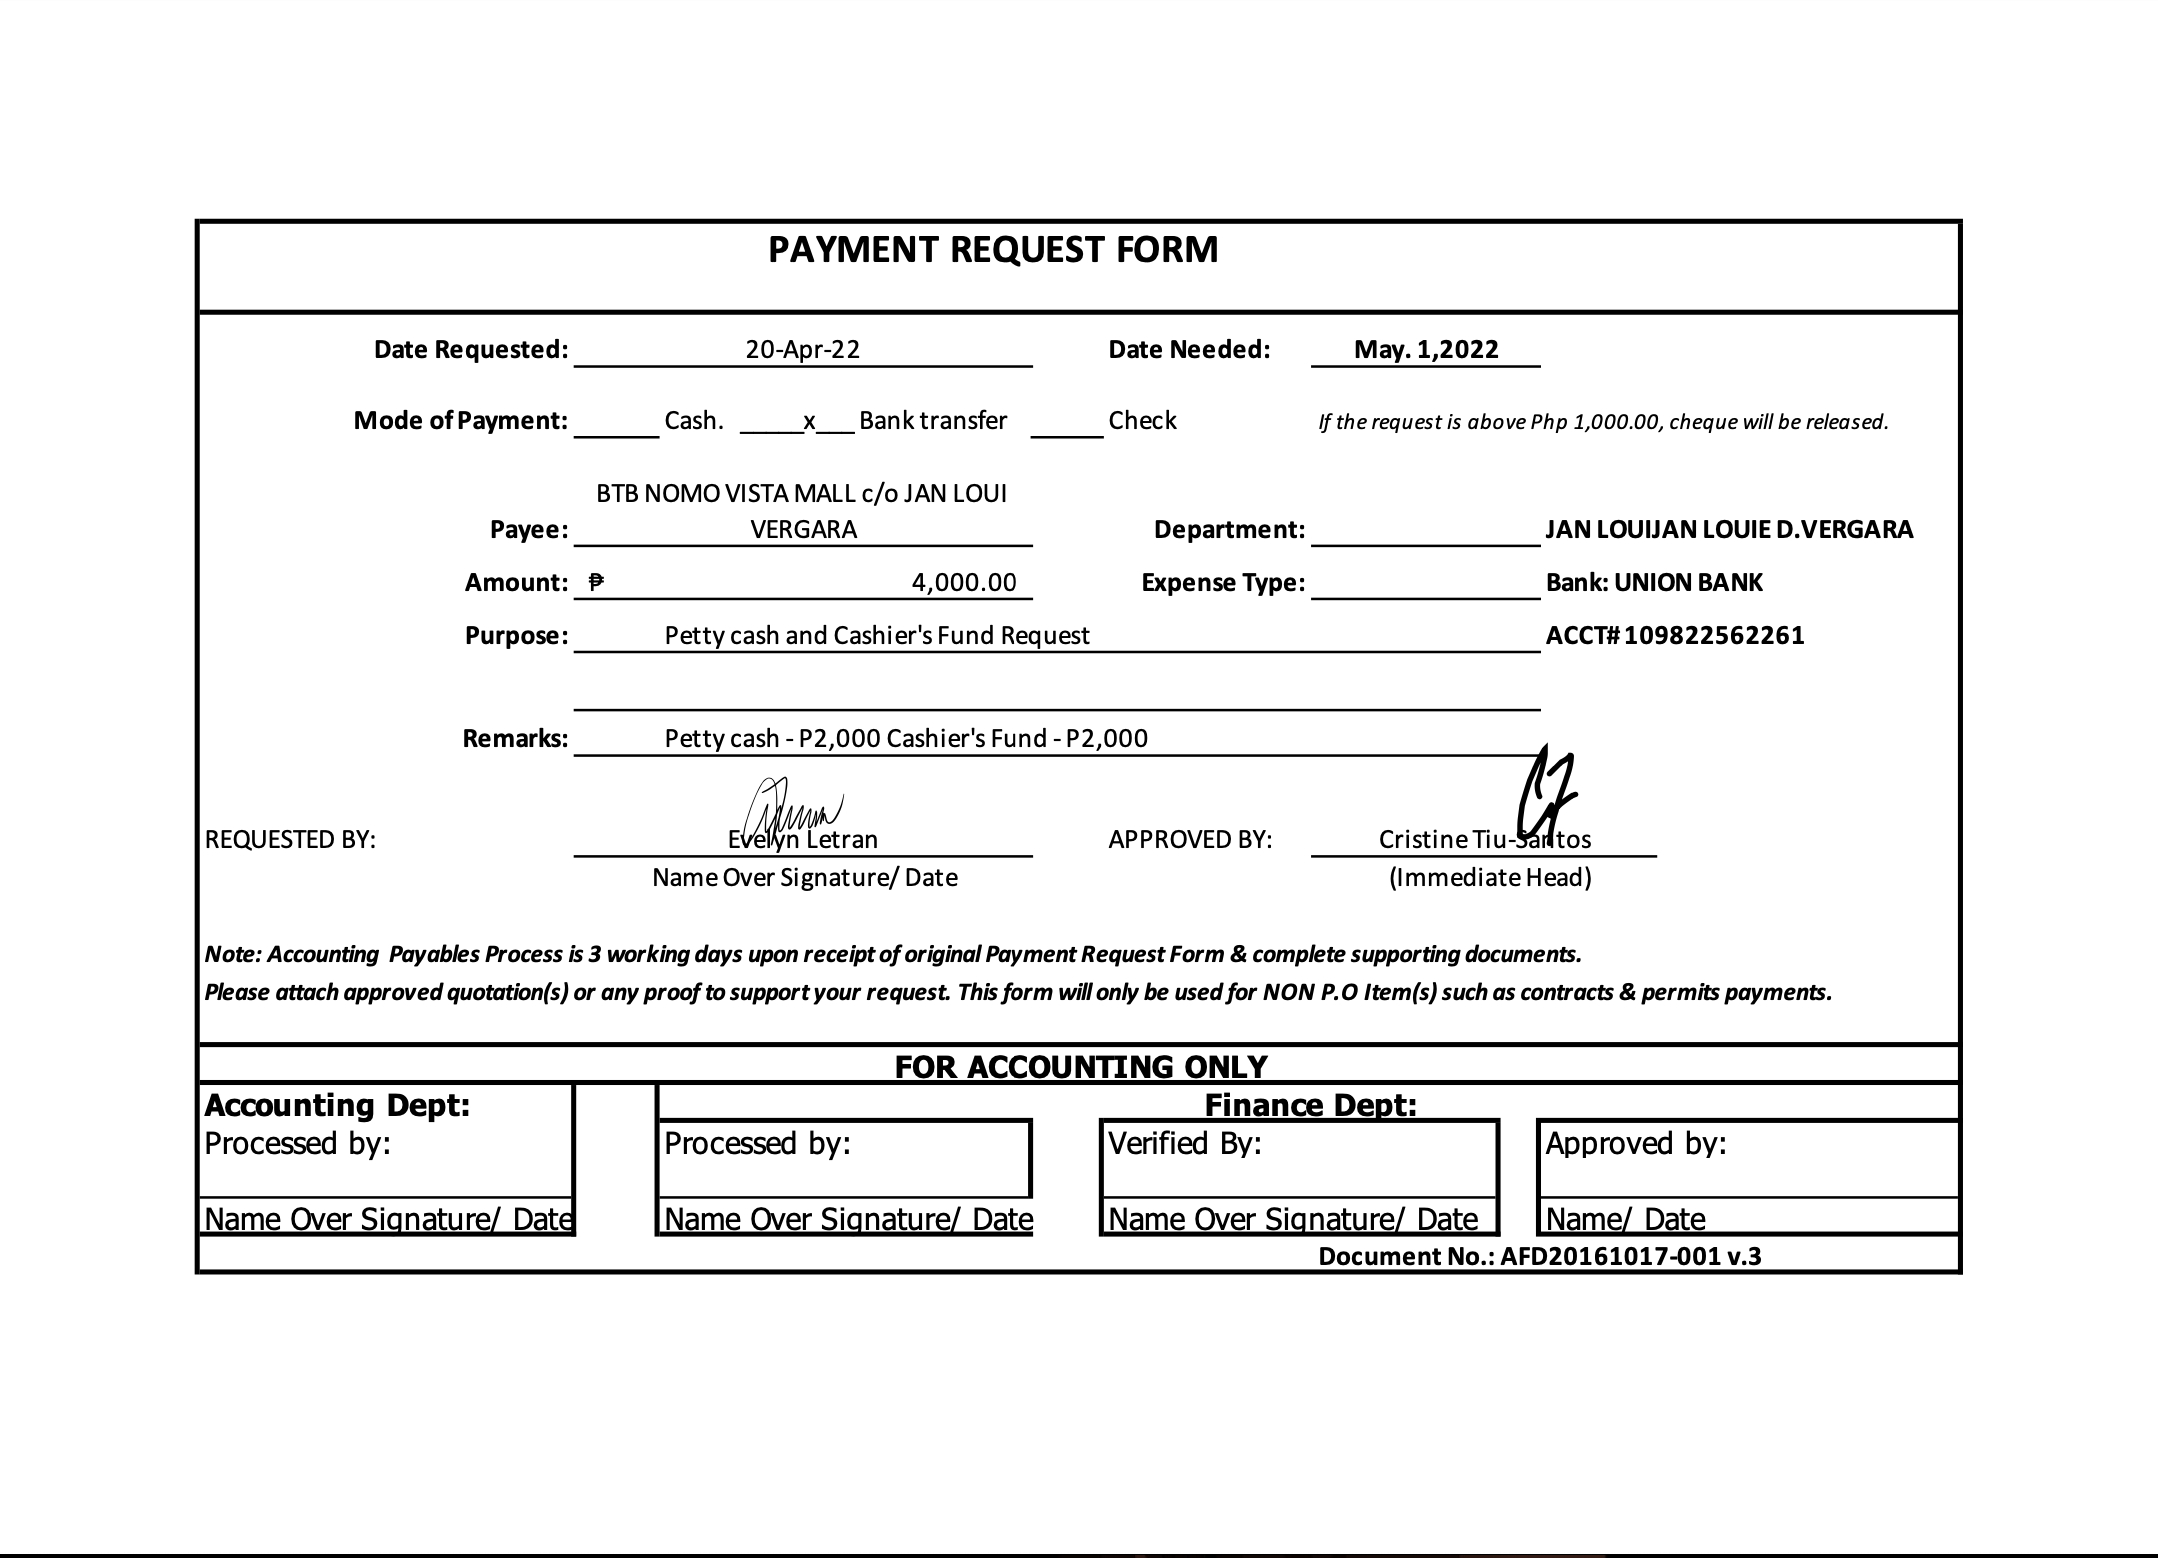 PAYMENT REQUEST FORM
Date Requested: 20-Apr-22 Date Needed: May. 1,2022
Mode of Payment: ______ Cash. _____x___ Bank transfer _____ Check If the request is above Php 1,000.00, cheque will be released.
BTB NOMO VISTA MALL c/o JAN LOUI
Payee: VERGARA Department: JAN LOUIJAN LOUIE D.VERGARA
Amount: ₱ 4,000.00 Expense Type: Bank: UNION BANK
Purpose: Petty cash and Cashier's Fund Request ACCT# 109822562261
Remarks: Petty cash - P2,000 Cashier's Fund - P2,000
REQUESTED BY: Evelyn Letran APPROVED BY: Cristine Tiu-Santos
Name Over Signature/ Date (Immediate Head)
Note: Accounting Payables Process is 3 working days upon receipt of original Payment Request Form & complete supporting documents.
Please attach approved quotation(s) or any proof to support your request. This form will only be used for NON P.O Item(s) such as contracts & permits payments.
FOR ACCOUNTING ONLY
Accounting Dept: Finance Dept:
Processed by: Processed by: Verified By: Approved by:
Name Over Signature/ Date Name Over Signature/ Date Name Over Signature/ Date Name/ Date
Document No.: AFD20161017-001 v.3